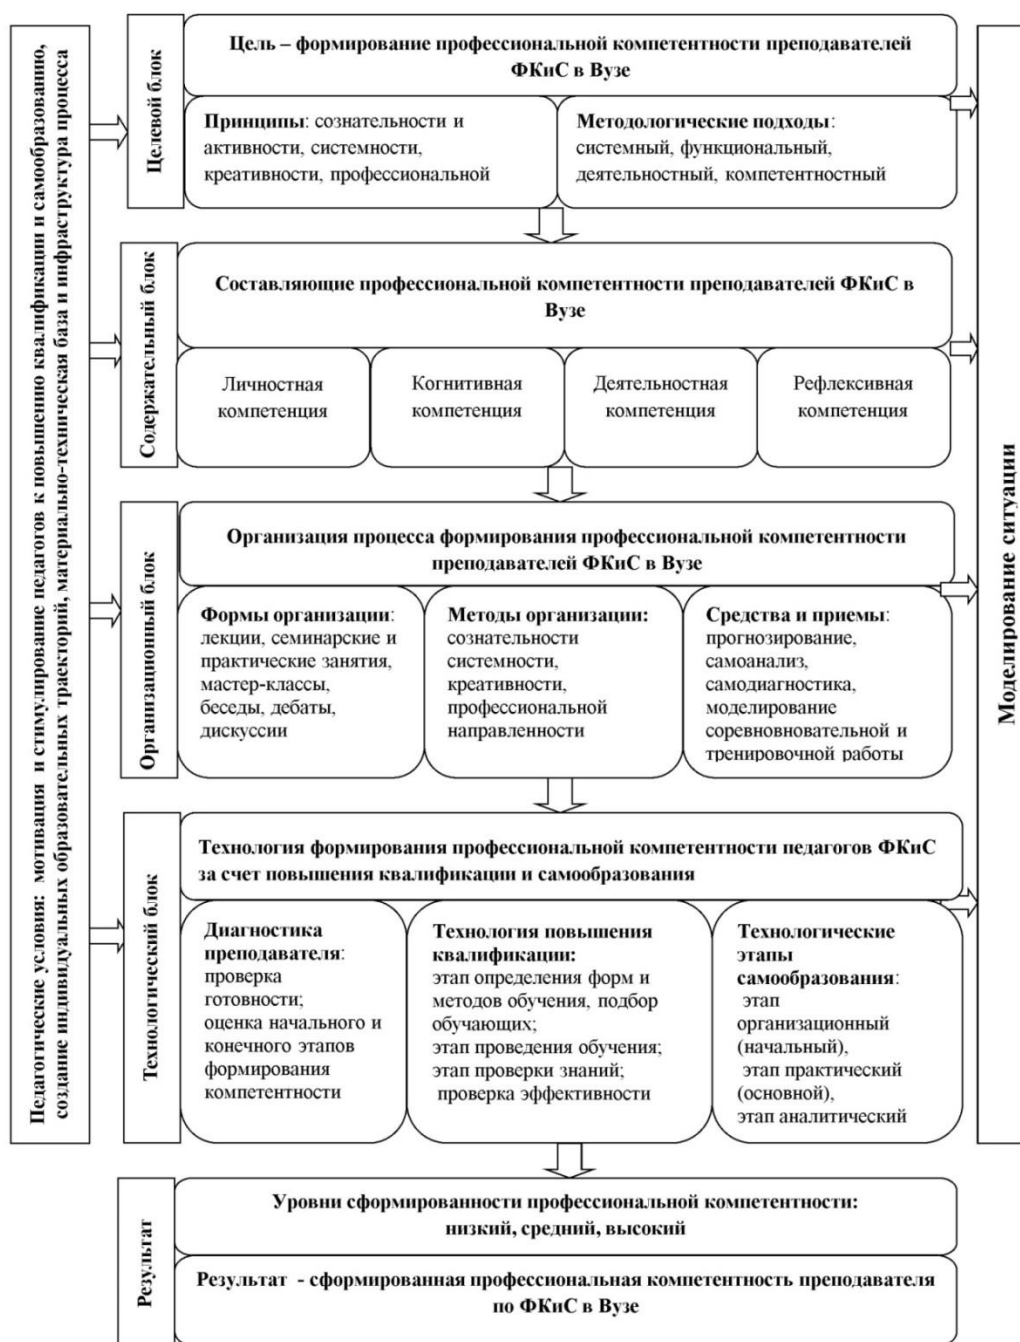 Педагогические условия: мотивация и стимулирование педагогов к повышению квалификации и самообразованию,
создание индивидуальных образовательных траекторий, материально-техническая база и инфраструктура процесса
Целевой блок
Цель – формирование профессиональной компетентности преподавателей
ФКиС в Вузе
Принципы: сознательности и
активности, системности,
креативности, профессиональной
Методологические подходы:
системный, функциональный,
деятельностный, компетентностный
Содержательный блок
Составляющие профессиональной компетентности преподавателей ФКиС в
Вузе
Личностная
компетенция
Когнитивная
компетенция
Деятельностная
компетенция
Рефлексивная
компетенция
Организационный блок
Организация процесса формирования профессиональной компетентности
преподавателей ФКиС в Вузе
Формы организации:
лекции, семинарские и
практические занятия,
мастер-классы,
беседы, дебаты,
дискуссии
Методы организации:
сознательности
системности,
креативности,
профессиональной
направленности
Средства и приемы:
прогнозирование,
самоанализ,
самодиагностика,
моделирование
соревновательной и
тренировочной работы
Технологический блок
Технология формирования профессиональной компетентности педагогов ФКиС
за счет повышения квалификации и самообразования
Диагностика
преподавателя:
проверка
готовности;
оценка начального и
конечного этапов
формирования
компетентности
Технология повышения
квалификации:
этап определения форм и
методов обучения, подбор
обучающих;
этап проведения обучения;
этап проверки знаний;
проверка эффективности
Технологические
этапы
самообразования:
этап
организационный
(начальный),
этап практический
(основной),
этап аналитический
Результат
Уровни сформированности профессиональной компетентности:
низкий, средний, высокий
Результат - сформированная профессиональная компетентность преподавателя
по ФКиС в Вузе
Моделирование ситуации